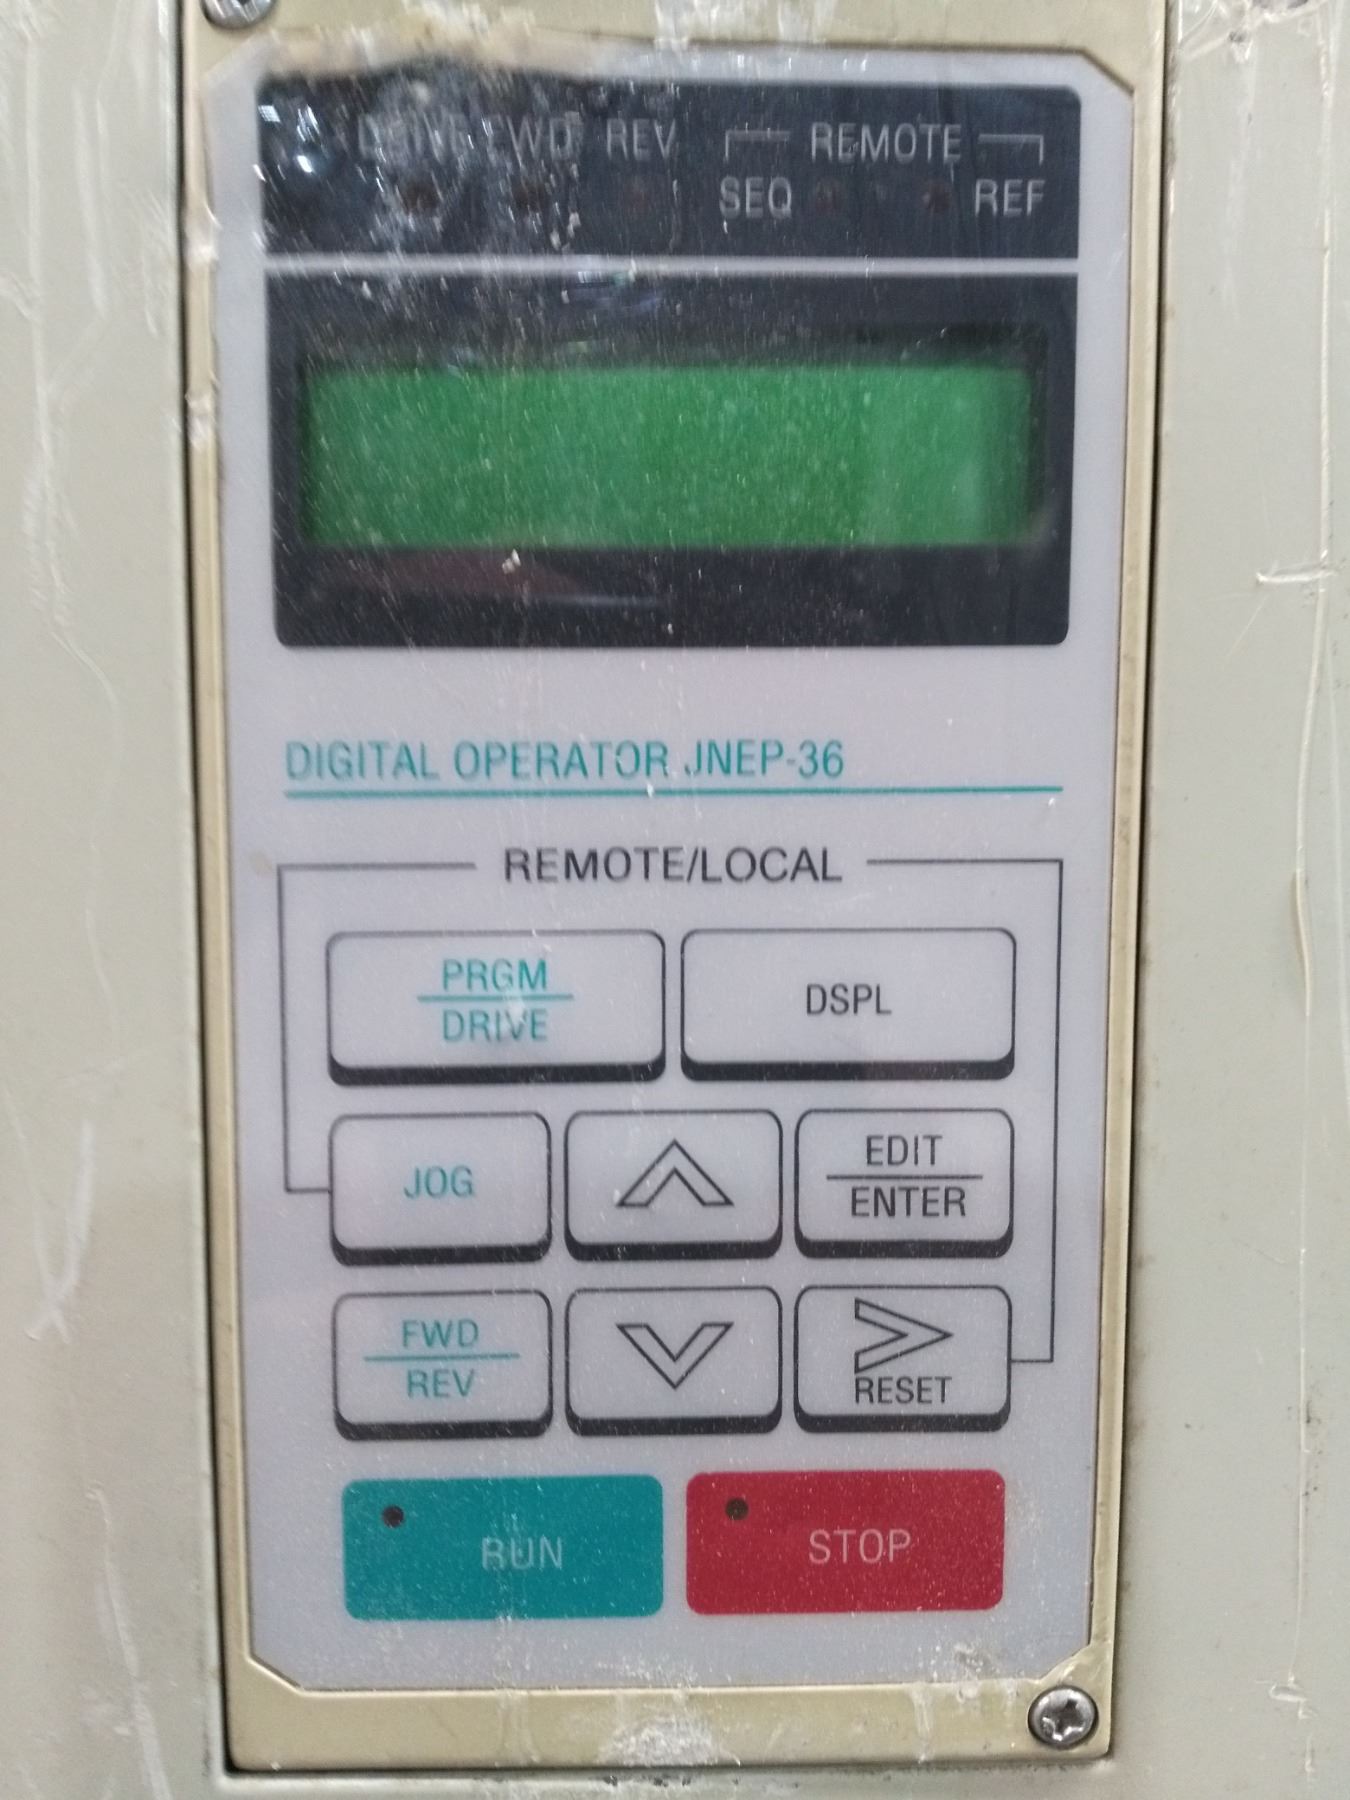 DRIVE FWD REV REMOTE
SEQ REF
DIGITAL OPERATOR JNEP-36
REMOTE/LOCAL
PRGM
DRIVE
DSPL
JOG
EDIT
ENTER
FWD
REV
RESET
RUN
STOP